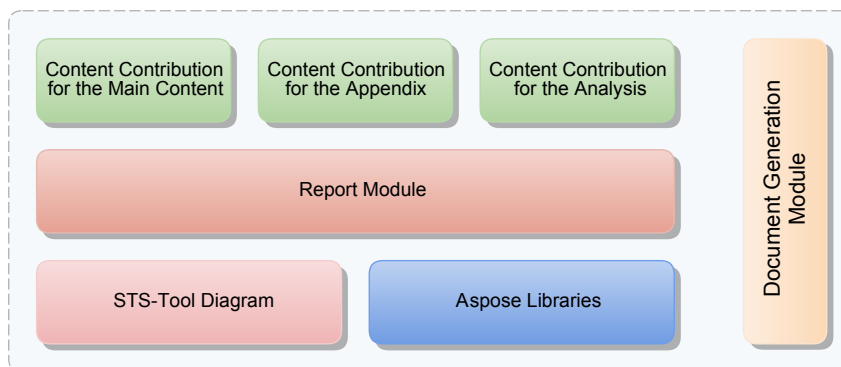 Content Contribution
for the Main Content
Content Contribution
for the Appendix
Content Contribution
for the Analysis
Report Module
STS-Tool Diagram
Aspose Libraries
Document Generation
Module